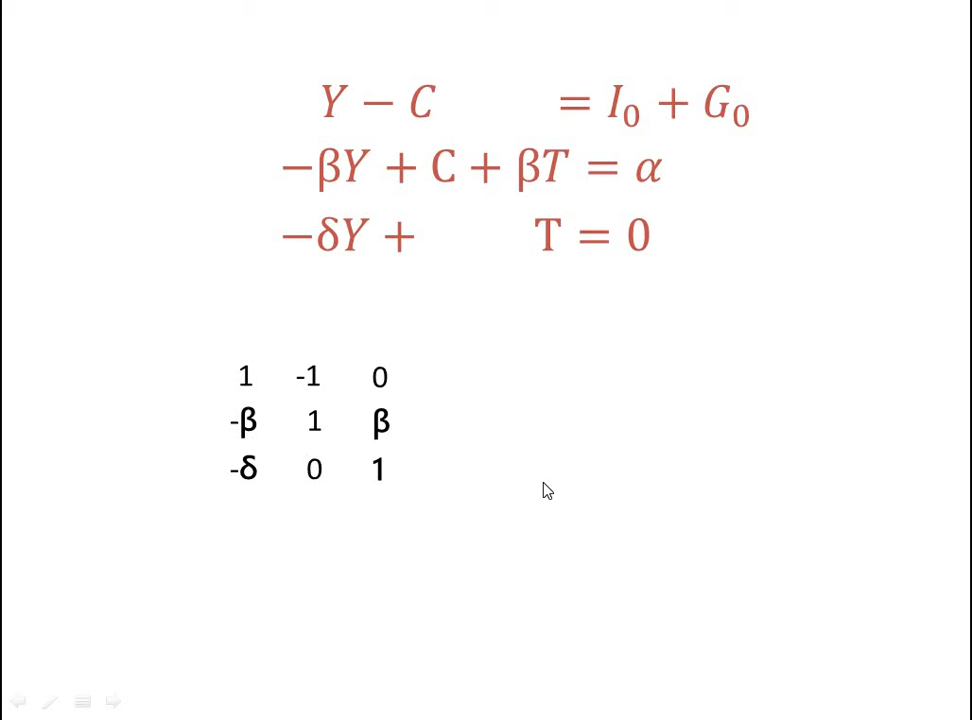 Y − C = I₀ + G₀
−βY + C + βT = α
−δY + T = 0
1 -1 0
-β 1 β
-δ 0 1